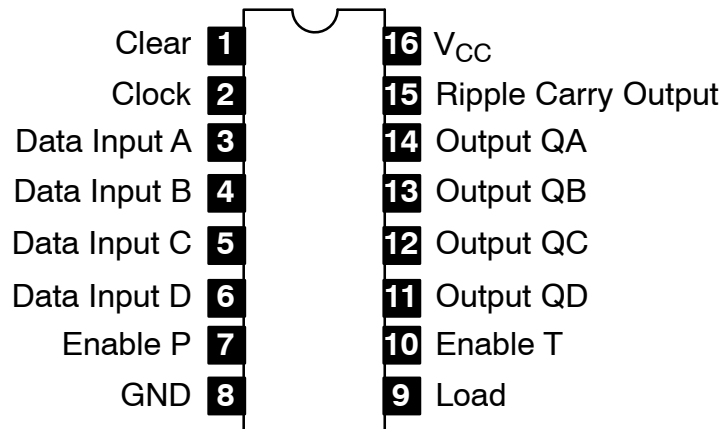 Clear 1 16 VCC
Clock 2 15 Ripple Carry Output
Data Input A 3 14 Output QA
Data Input B 4 13 Output QB
Data Input C 5 12 Output QC
Data Input D 6 11 Output QD
Enable P 7 10 Enable T
GND 8 9 Load